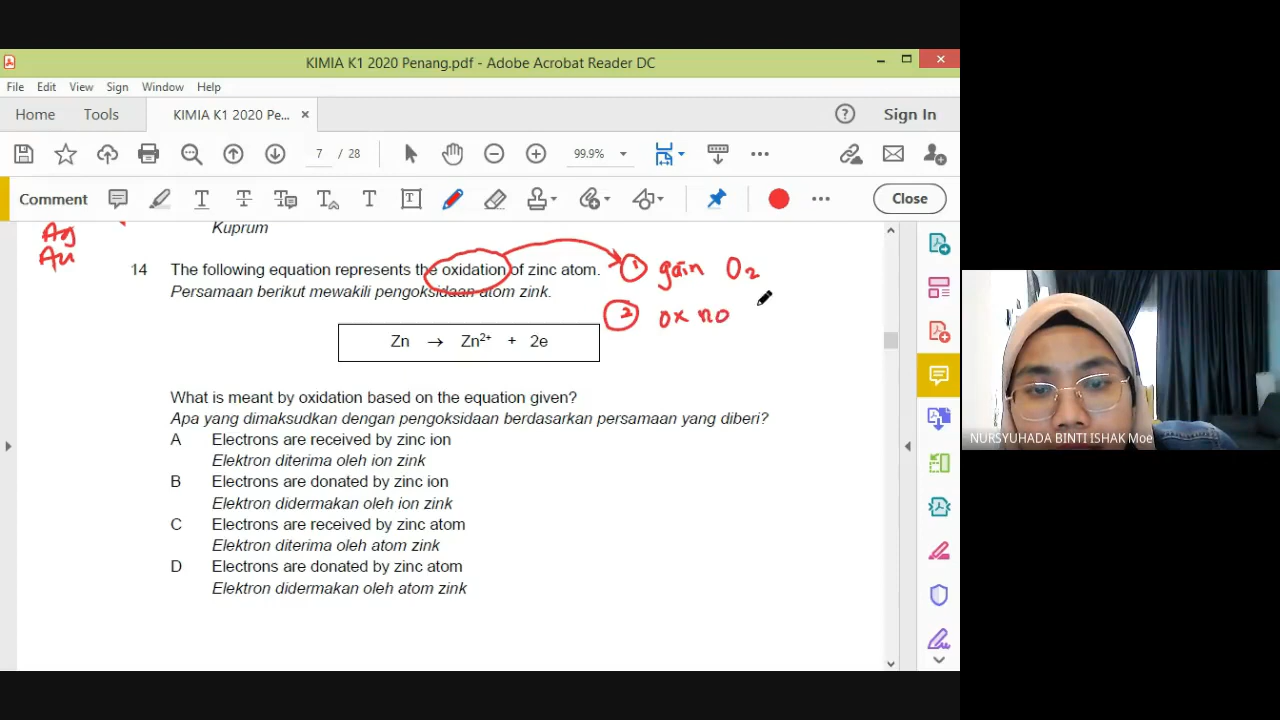 KIMIA K1 2020 Penang.pdf - Adobe Acrobat Reader DC
File Edit View Sign Window Help
Home Tools KIMIA K1 2020 Pe... × Sign In
7 / 28 99.9%
Comment Close
Ag
Au
Kuprum
14 The following equation represents the oxidation of zinc atom. ① gain O2
Persamaan berikut mewakili pengoksidaan atom zink.
② ox no
Zn → Zn²⁺ + 2e
What is meant by oxidation based on the equation given?
Apa yang dimaksudkan dengan pengoksidaan berdasarkan persamaan yang diberi?
A Electrons are received by zinc ion
Elektron diterima oleh ion zink
B Electrons are donated by zinc ion
Elektron didermakan oleh ion zink
C Electrons are received by zinc atom
Elektron diterima oleh atom zink
D Electrons are donated by zinc atom
Elektron didermakan oleh atom zink
NURSYUHADA BINTI ISHAK Moe